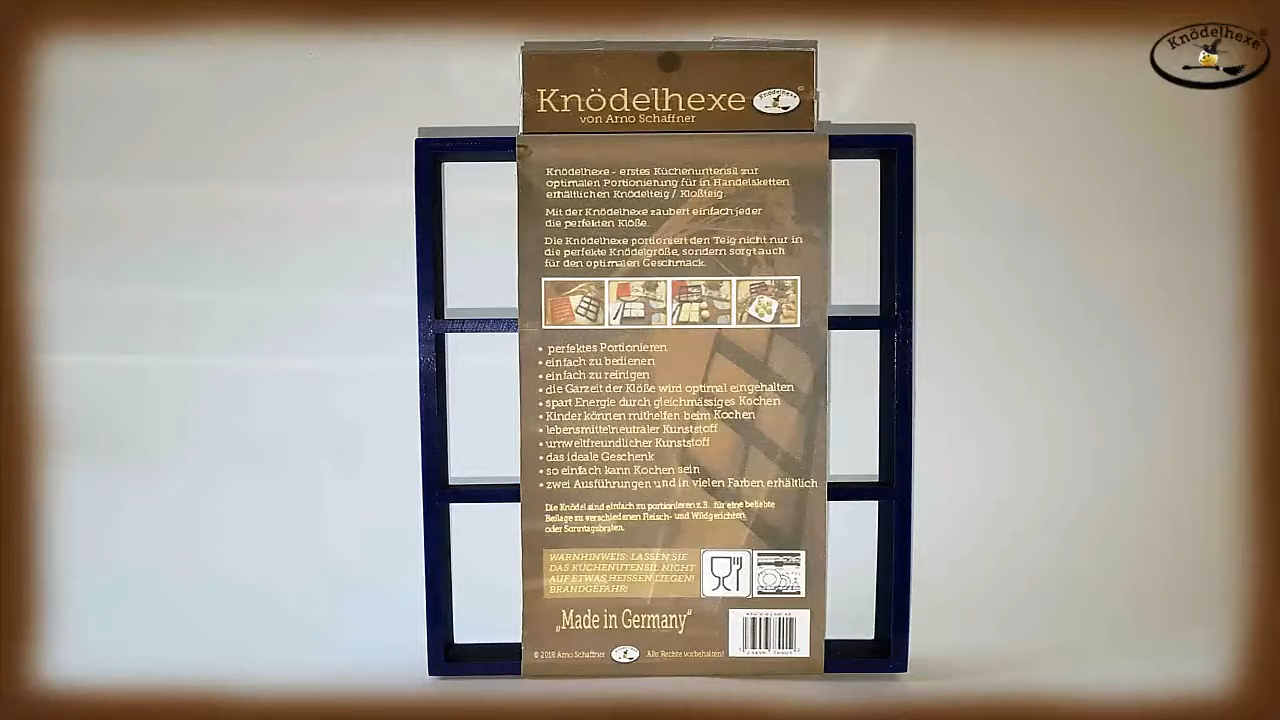 Knödelhexe
Knödelhexe
von Arno Schaffner
Knödelhexe - erstes Küchenuntensil zur
optimalen Portionierung für in Handelsketten
erhältlichen Knödelteig / Kloßteig.
Mit der Knödelhexe zaubert einfach jeder
die perfekten Klöße.
Die Knödelhexe portioniert den Teig nicht nur in
die perfekte Knödelgröße, sondern sorgt auch
für den optimalen Geschmack.
• perfektes Portionieren
• einfach zu bedienen
• einfach zu reinigen
• die Garzeit der Klöße wird optimal eingehalten
• spart Energie durch gleichmässiges Kochen
• Kinder können mithelfen beim Kochen
• lebensmittelneutraler Kunststoff
• umweltfreundlicher Kunststoff
• das ideale Geschenk
• so einfach kann Kochen sein
• zwei Ausführungen und in vielen Farben erhältlich
Die Knödel sind einfach zu portionieren z.B. für eine beliebte
Beilage zu verschiedenen Fleisch- und Wildgerichten
oder Sonntagsbraten.
WARNHINWEIS: LASSEN SIE
DAS KÜCHENUTENSIL NICHT
AUF ETWAS HEISSEN LIEGEN!
BRANDGEFAHR!
„Made in Germany“
© 2018 Arno Schaffner
Alle Rechte vorbehalten!